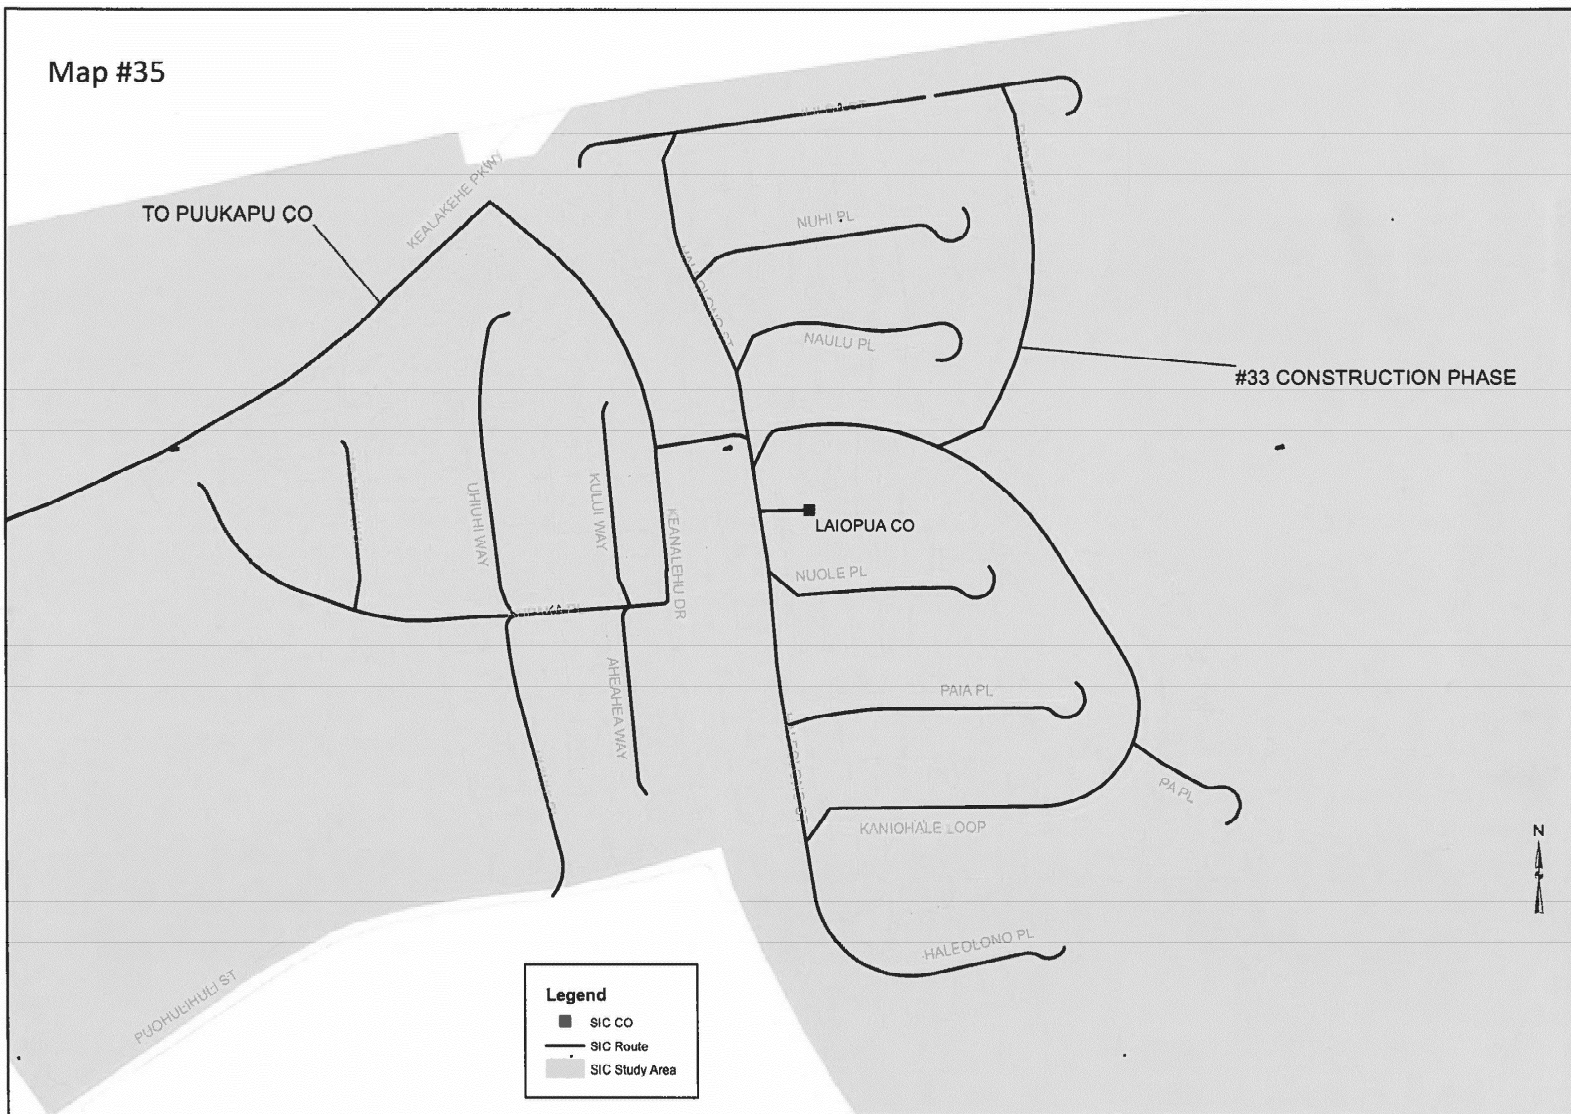 Map #35
KEALAKEHE PKWY
TO PUUKAPU CO
NUHI PL
NAULU PL
#33 CONSTRUCTION PHASE
UHIUHI WAY
KULUI WAY
KEANALEHU DR
LAIOPUA CO
NUOLE PL
AHEAHEA WAY
PAIA PL
PA PL
KANIOHALE LOOP
N
HALEOLONO PL
PUOHULIHULI ST
Legend
SIC CO
SIC Route
SIC Study Area